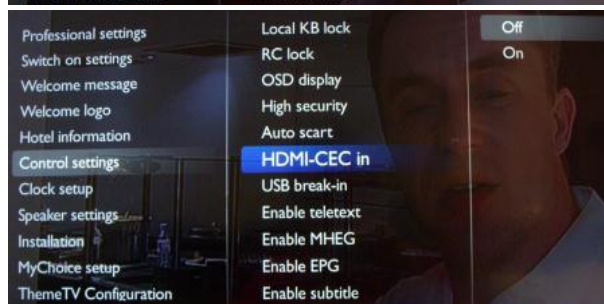 Professional settings
Switch on settings
Welcome message
Welcome logo
Hotel information
Control settings
Clock setup
Speaker settings
Installation
MyChoice setup
ThemeTV Configuration
Local KB lock
RC lock
OSD display
High security
Auto scart
HDMI-CEC in
USB break-in
Enable teletext
Enable MHEG
Enable EPG
Enable subtitle
Off
On